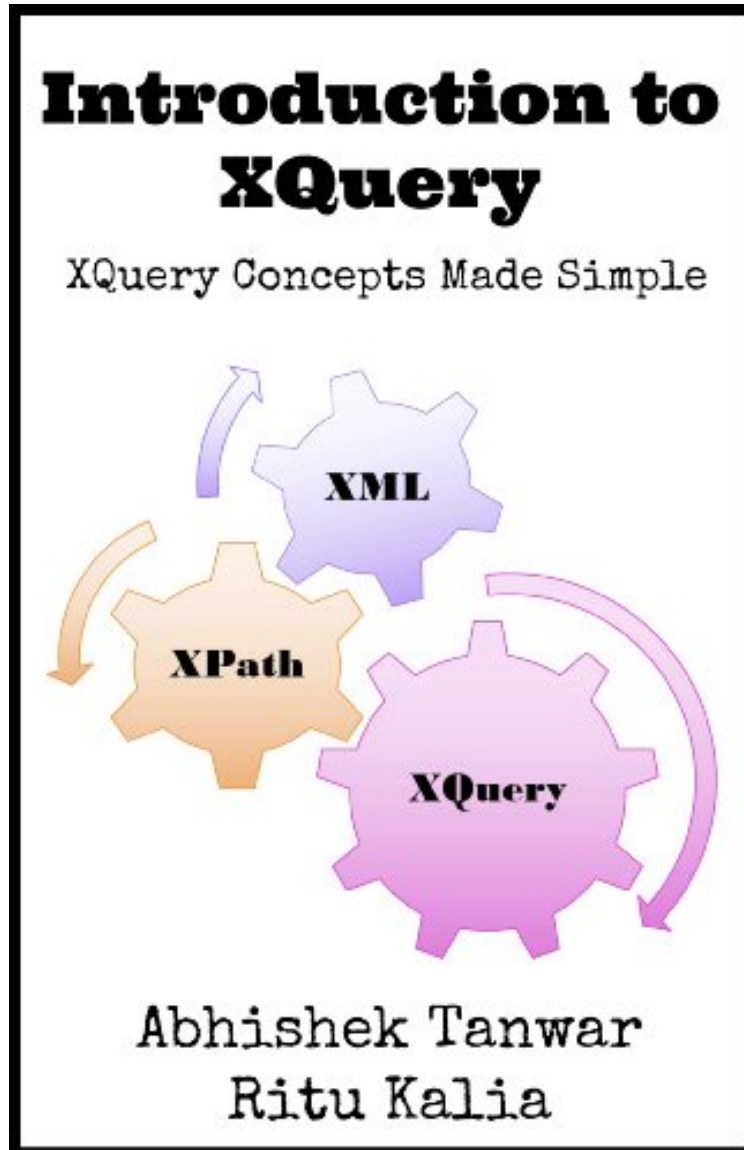 Introduction to
XQuery
XQuery Concepts Made Simple
XML
XPath
XQuery
Abhishek Tanwar
Ritu Kalia